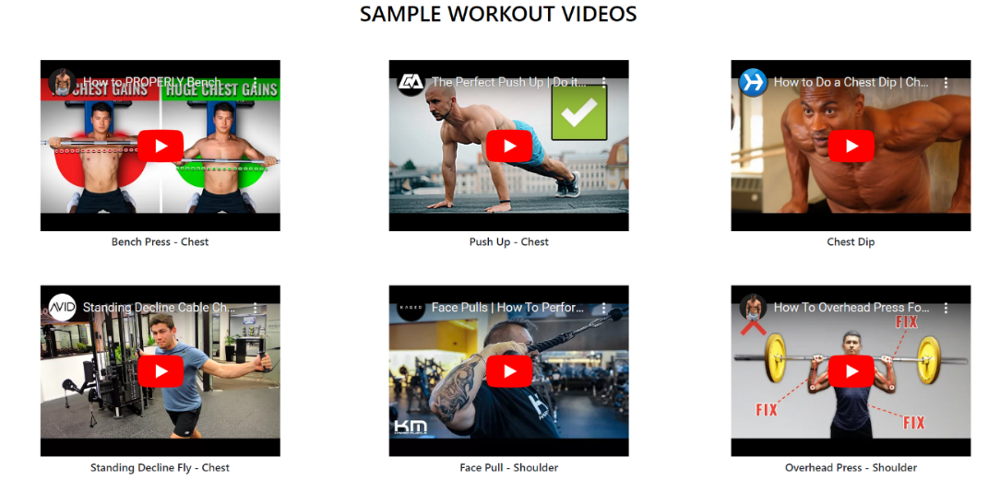 SAMPLE WORKOUT VIDEOS
How to PROPERLY Bench
CHEST GAINS
HUGE CHEST GAINS
The Perfect Push Up | Do it...
How to Do a Chest Dip | Ch...
Bench Press - Chest
Push Up - Chest
Chest Dip
AVID
Standing Decline Cable Ch...
KAGED
Face Pulls | How To Perfor...
How To Overhead Press Fo...
FIX
FIX
FIX
KM
Standing Decline Fly - Chest
Face Pull - Shoulder
Overhead Press - Shoulder